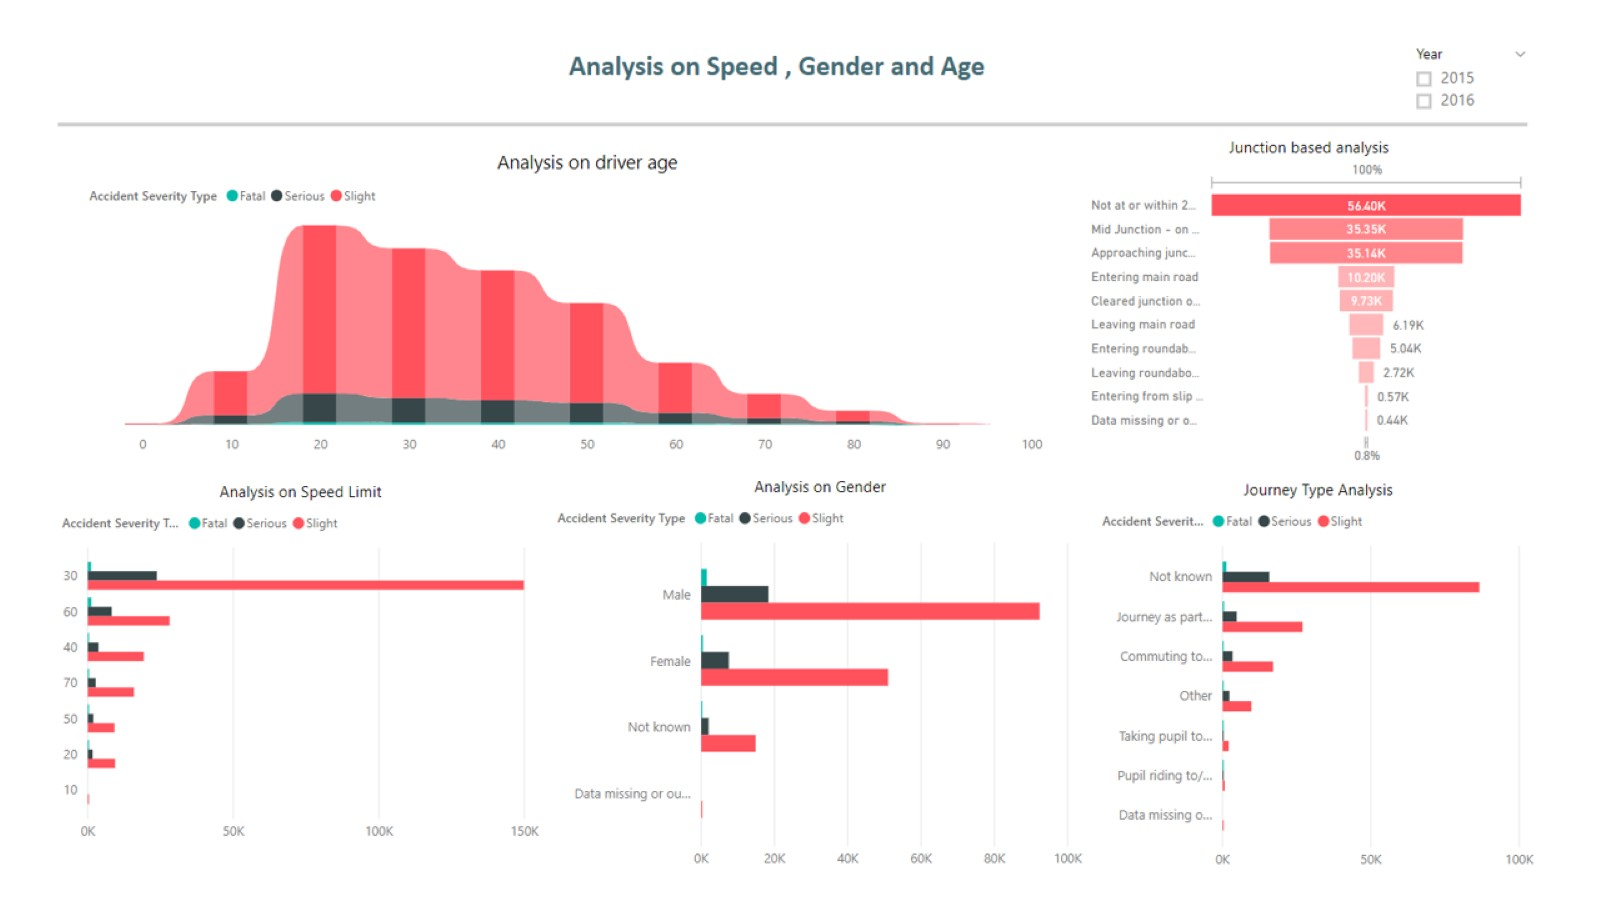 Analysis on Speed , Gender and Age
Year
2015
2016
Analysis on driver age
Accident Severity Type Fatal Serious Slight
0 10 20 30 40 50 60 70 80 90 100
Junction based analysis
100%
Not at or within 2... 56.40K
Mid Junction - on ... 35.35K
Approaching junc... 35.14K
Entering main road 10.20K
Cleared junction o... 9.73K
Leaving main road 6.19K
Entering roundab... 5.04K
Leaving roundabo... 2.72K
Entering from slip ... 0.57K
Data missing or o... 0.44K
0.8%
Analysis on Speed Limit
Accident Severity T... Fatal Serious Slight
30
60
40
70
50
20
10
0K 50K 100K 150K
Analysis on Gender
Accident Severity Type Fatal Serious Slight
Male
Female
Not known
Data missing or ou...
0K 20K 40K 60K 80K 100K
Journey Type Analysis
Accident Severit... Fatal Serious Slight
Not known
Journey as part...
Commuting to...
Other
Taking pupil to...
Pupil riding to/...
Data missing o...
0K 50K 100K